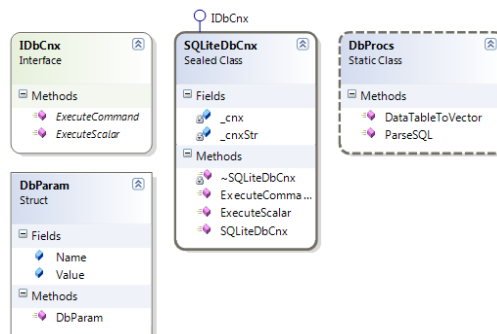 IDbCnx
IDbCnx
Interface
Methods
ExecuteCommand
ExecuteScalar
SQLiteDbCnx
Sealed Class
Fields
_cnx
_cnxStr
Methods
~SQLiteDbCnx
ExecuteComma ...
ExecuteScalar
SQLiteDbCnx
DbProcs
Static Class
Methods
DataTableToVector
ParseSQL
DbParam
Struct
Fields
Name
Value
Methods
DbParam